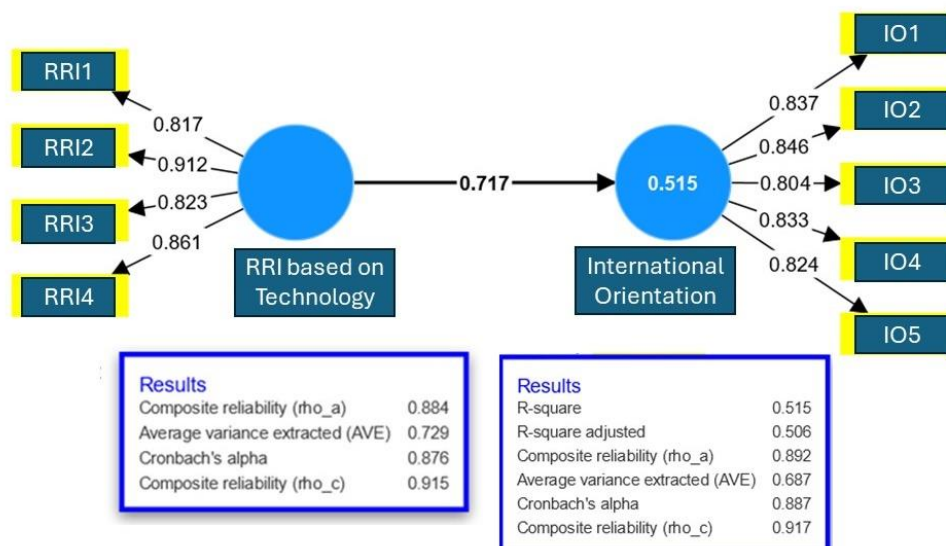 RRI1
RRI2
RRI3
RRI4
0.817
0.912
0.823
0.861
RRI based on
Technology
0.717
0.515
International
Orientation
0.837
0.846
0.804
0.833
0.824
IO1
IO2
IO3
IO4
IO5
Results
Composite reliability (rho_a) 0.884
Average variance extracted (AVE) 0.729
Cronbach's alpha 0.876
Composite reliability (rho_c) 0.915
Results
R-square 0.515
R-square adjusted 0.506
Composite reliability (rho_a) 0.892
Average variance extracted (AVE) 0.687
Cronbach's alpha 0.887
Composite reliability (rho_c) 0.917